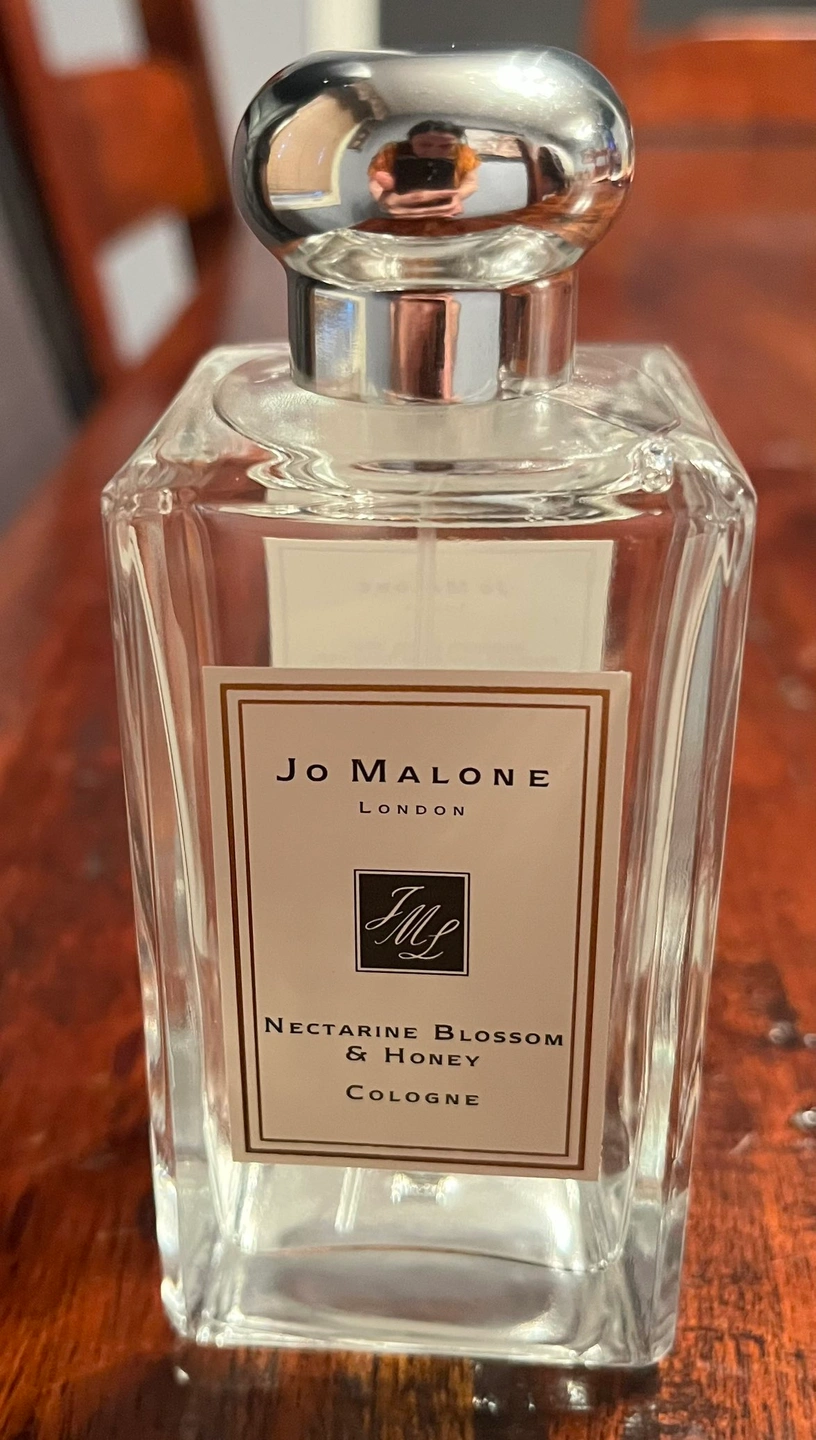 Jo Malone
London
JML
Nectarine Blossom
& Honey
Cologne